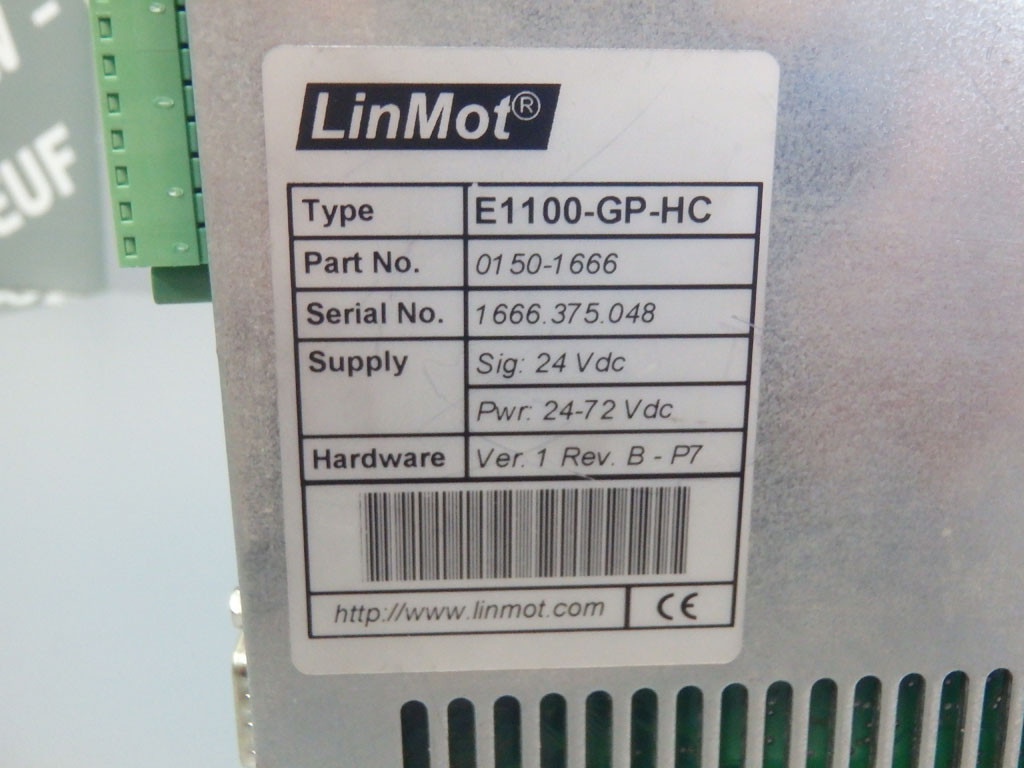 LinMot®
Type E1100-GP-HC
Part No. 0150-1666
Serial No. 1666.375.048
Supply Sig: 24 Vdc
Pwr: 24-72 Vdc
Hardware Ver. 1 Rev. B - P7
http://www.linmot.com CE